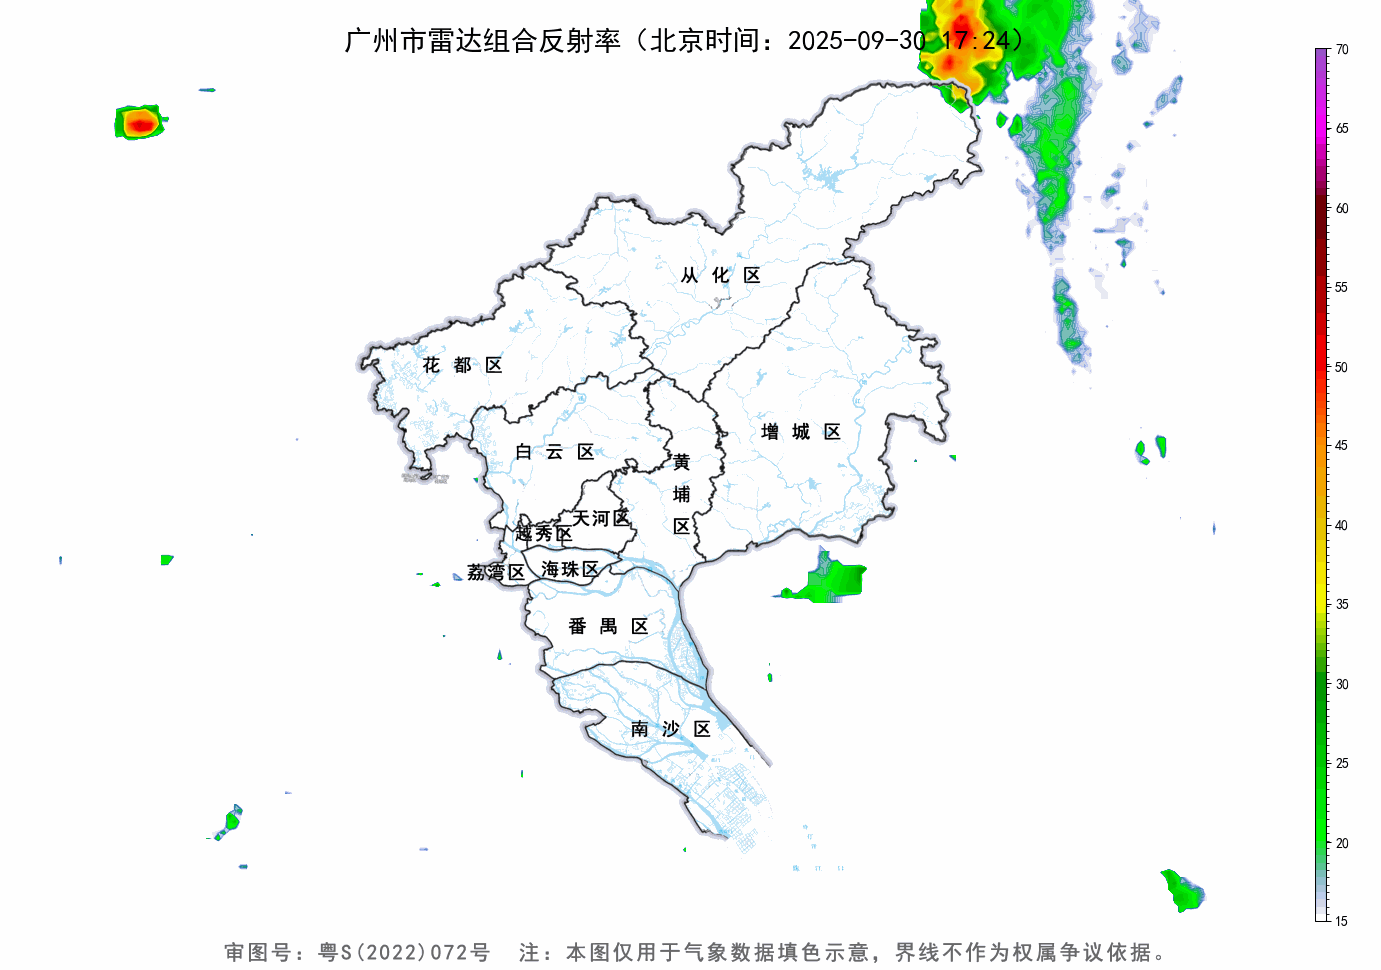 广州市雷达组合反射率（北京时间：2025-09-30 17:24）
70
65
60
55
50
45
40
35
30
25
20
15
从化区
花都区
增城区
白云区
黄埔区
天河区
越秀区
荔湾区
海珠区
番禺区
南沙区
审图号：粤S(2022)072号 注：本图仅用于气象数据填色示意，界线不作为权属争议依据。